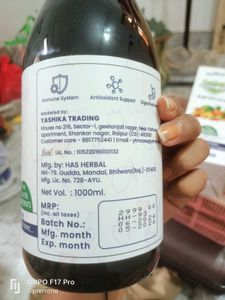 Immune System
Antioxidant Support
Marketed by:
YASHIKA TRADING
House no 216, Sector-1, geetanjali nagar, Near
apartment, Shankar nagar, Raipur (CG)-
Customer care - 8817752441 | Email -
fssai Lic. No. : 10522016000132
Mfg. by: HAS HERBAL
NH-79, Gudda, Mandal, Bhilwara(Raj.)-
Mfg. Lic. No. 728-AYU.
Net Vol. : 1000ml.
MRP:
(inc. all taxes)
Batch No.:
Mfg. month
Exp. month
OPPO F17 Pro